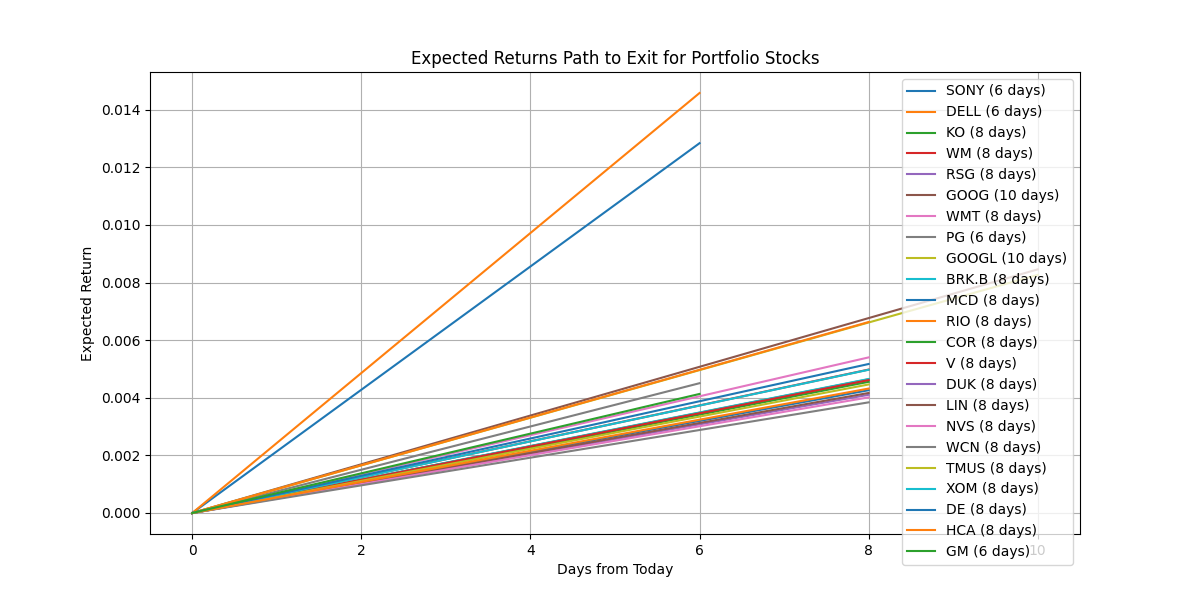 Expected Returns Path to Exit for Portfolio Stocks
Expected Return
0.014
0.012
0.010
0.008
0.006
0.004
0.002
0.000
SONY (6 days)
DELL (6 days)
KO (8 days)
WM (8 days)
RSG (8 days)
GOOG (10 days)
WMT (8 days)
PG (6 days)
GOOGL (10 days)
BRK.B (8 days)
MCD (8 days)
RIO (8 days)
COR (8 days)
V (8 days)
DUK (8 days)
LIN (8 days)
NVS (8 days)
WCN (8 days)
TMUS (8 days)
XOM (8 days)
DE (8 days)
HCA (8 days)
GM (6 days)
0 2 4 6 8 10
Days from Today